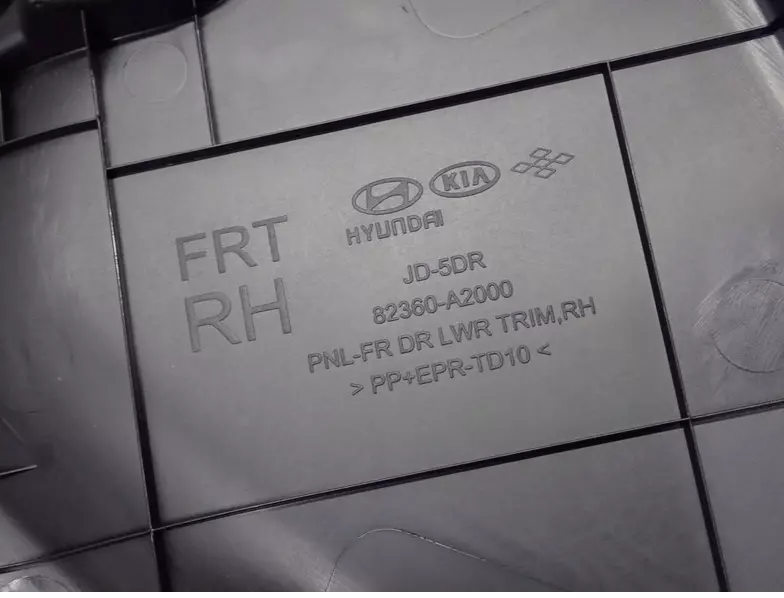 FRT
RH
HYUNDAI
KIA
JD-5DR
82360-A2000
PNL-FR DR LWR TRIM,RH
> PP+EPR-TD10 <